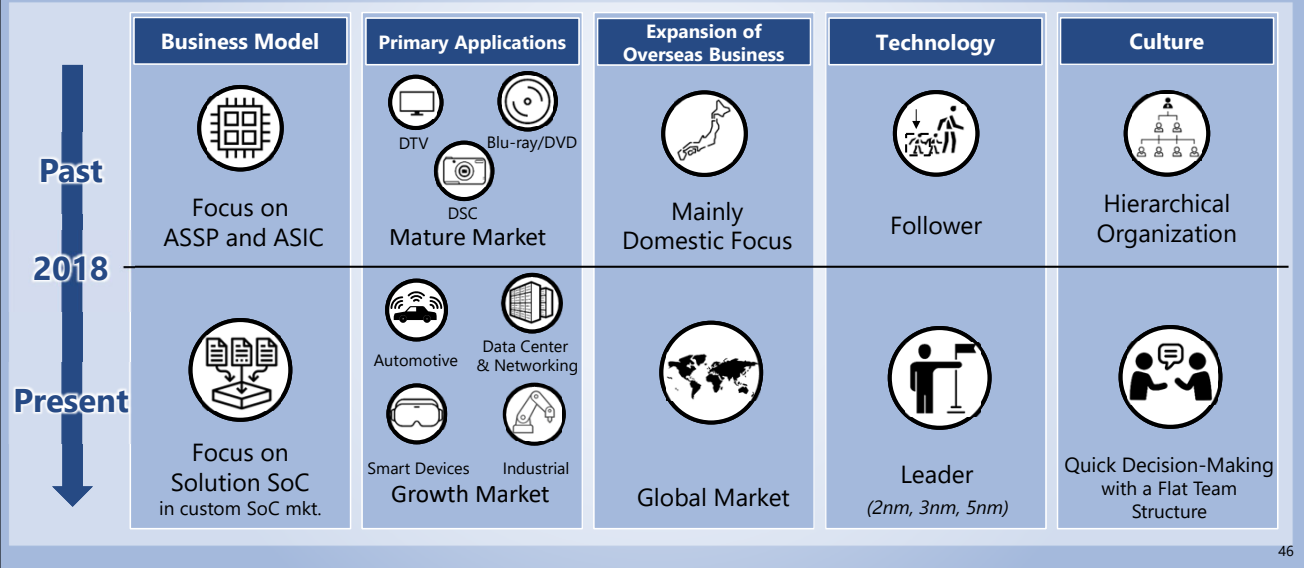 Business Model
Primary Applications
Expansion of
Overseas Business
Technology
Culture
Past
DTV
Blu-ray/DVD
DSC
Focus on
ASSP and ASIC
Mature Market
Mainly
Domestic Focus
Follower
Hierarchical
Organization
2018
Present
Automotive
Data Center
& Networking
Smart Devices
Industrial
Focus on
Solution SoC
in custom SoC mkt.
Growth Market
Global Market
Leader
(2nm, 3nm, 5nm)
Quick Decision-Making
with a Flat Team
Structure
46